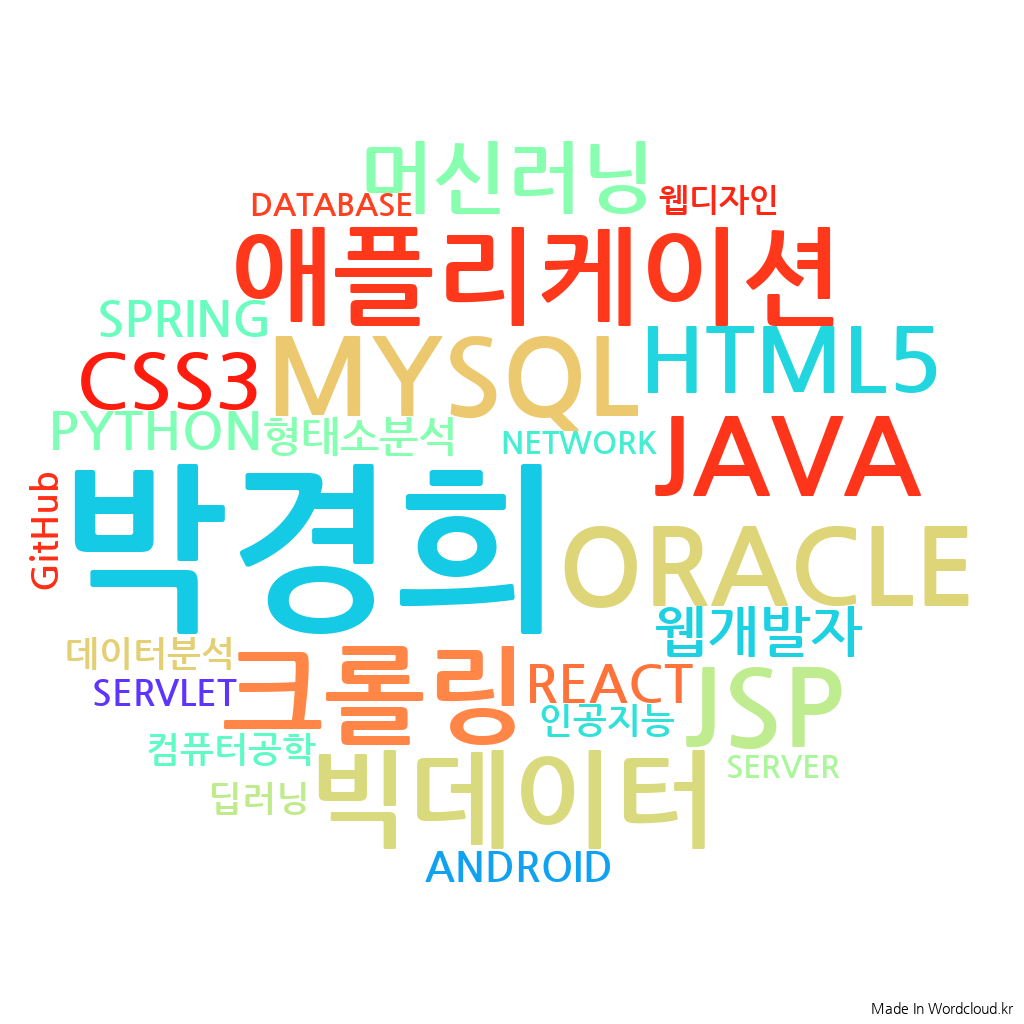 머신러닝
DATABASE
웹디자인
애플리케이션
SPRING
MYSQL
HTML5
CSS3
PYTHON
형태소분석
NETWORK
JAVA
GitHub
박경희
ORACLE
웹개발자
데이터분석
크롤링
REACT
JSP
SERVLET
인공지능
컴퓨터공학
빅데이터
SERVER
딥러닝
ANDROID
Made In Wordcloud.kr